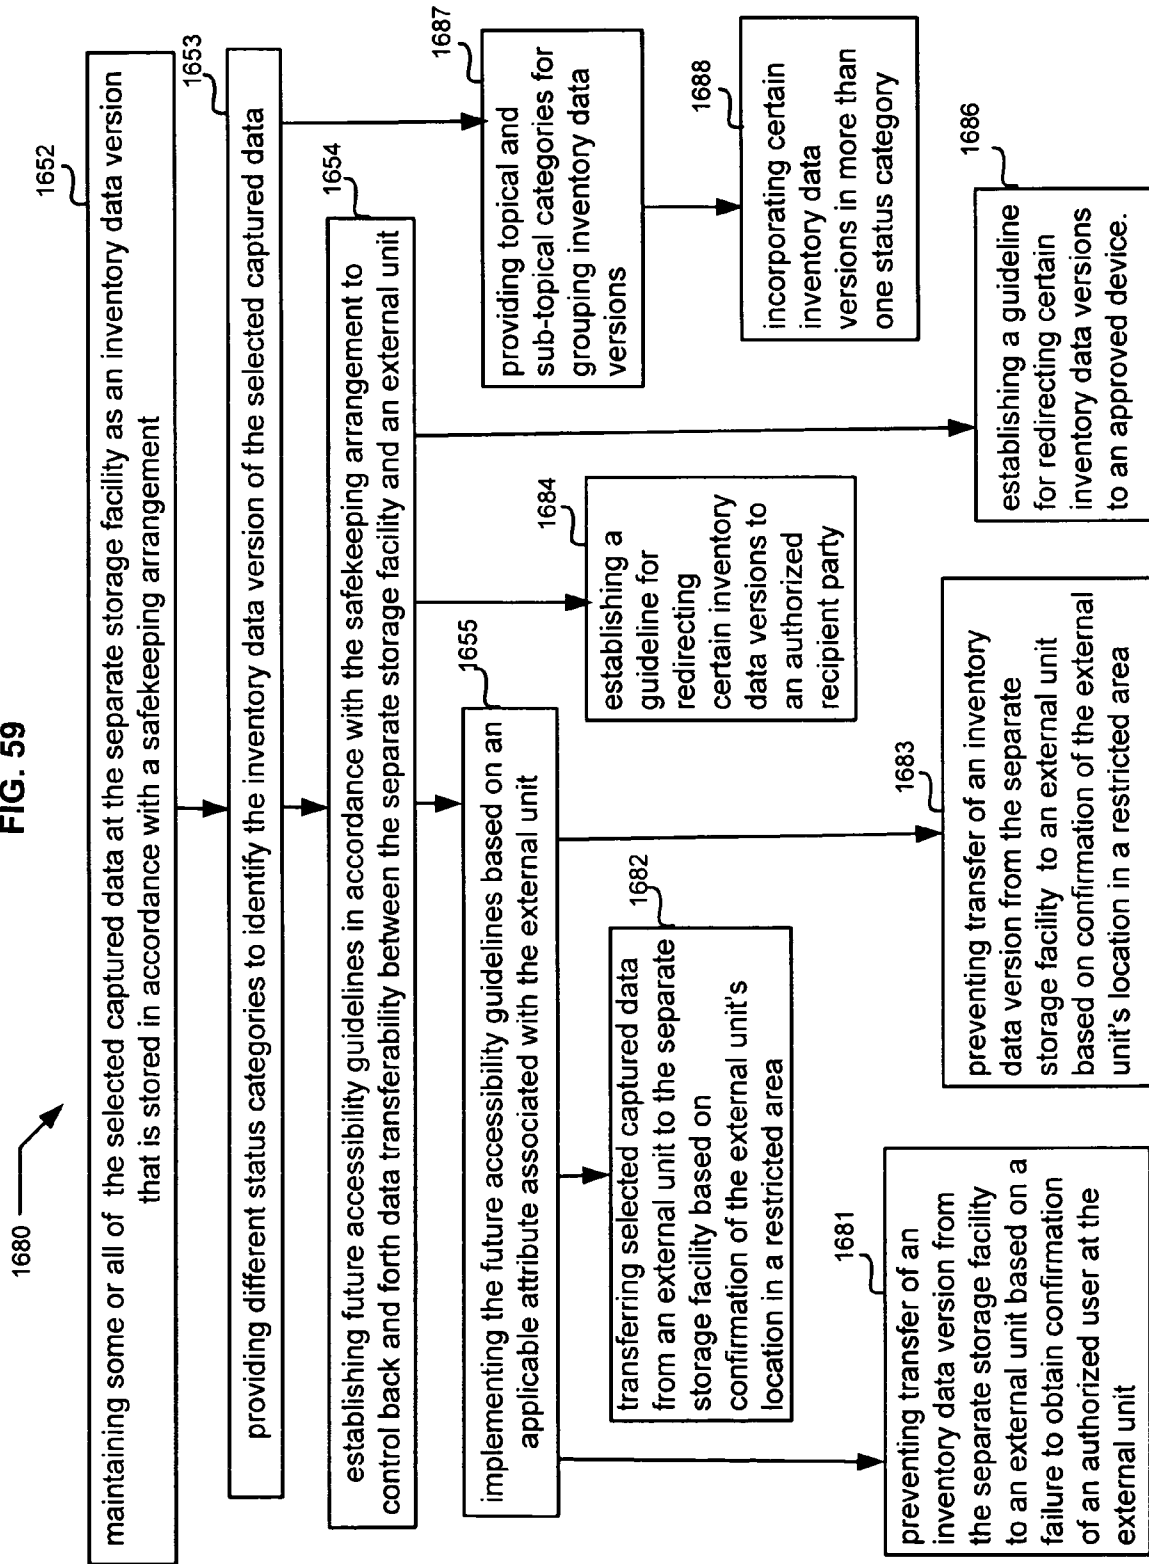 FIG. 59
1680
1652
maintaining some or all of the selected captured data at the separate storage facility as an inventory data version
that is stored in accordance with a safekeeping arrangement
1653
providing different status categories to identify the inventory data version of the selected captured data
1654
establishing future accessibility guidelines in accordance with the safekeeping arrangement to
control back and forth data transferability between the separate storage facility and an external unit
1687
providing topical and
sub-topical categories for
grouping inventory data
versions
1655
implementing the future accessibility guidelines based on an
applicable attribute associated with the external unit
1684
establishing a
guideline for
redirecting
certain inventory
data versions to
an authorized
recipient party
1688
incorporating certain
inventory data
versions in more than
one status category
1682
transferring selected captured data
from an external unit to the separate
storage facility based on
confirmation of the external unit's
location in a restricted area
1681
preventing transfer of an
inventory data version from
the separate storage facility
to an external unit based on a
failure to obtain confirmation
of an authorized user at the
external unit
1683
preventing transfer of an inventory
data version from the separate
storage facility to an external unit
based on confirmation of the external
unit's location in a restricted area
1686
establishing a guideline
for redirecting certain
inventory data versions
to an approved device.